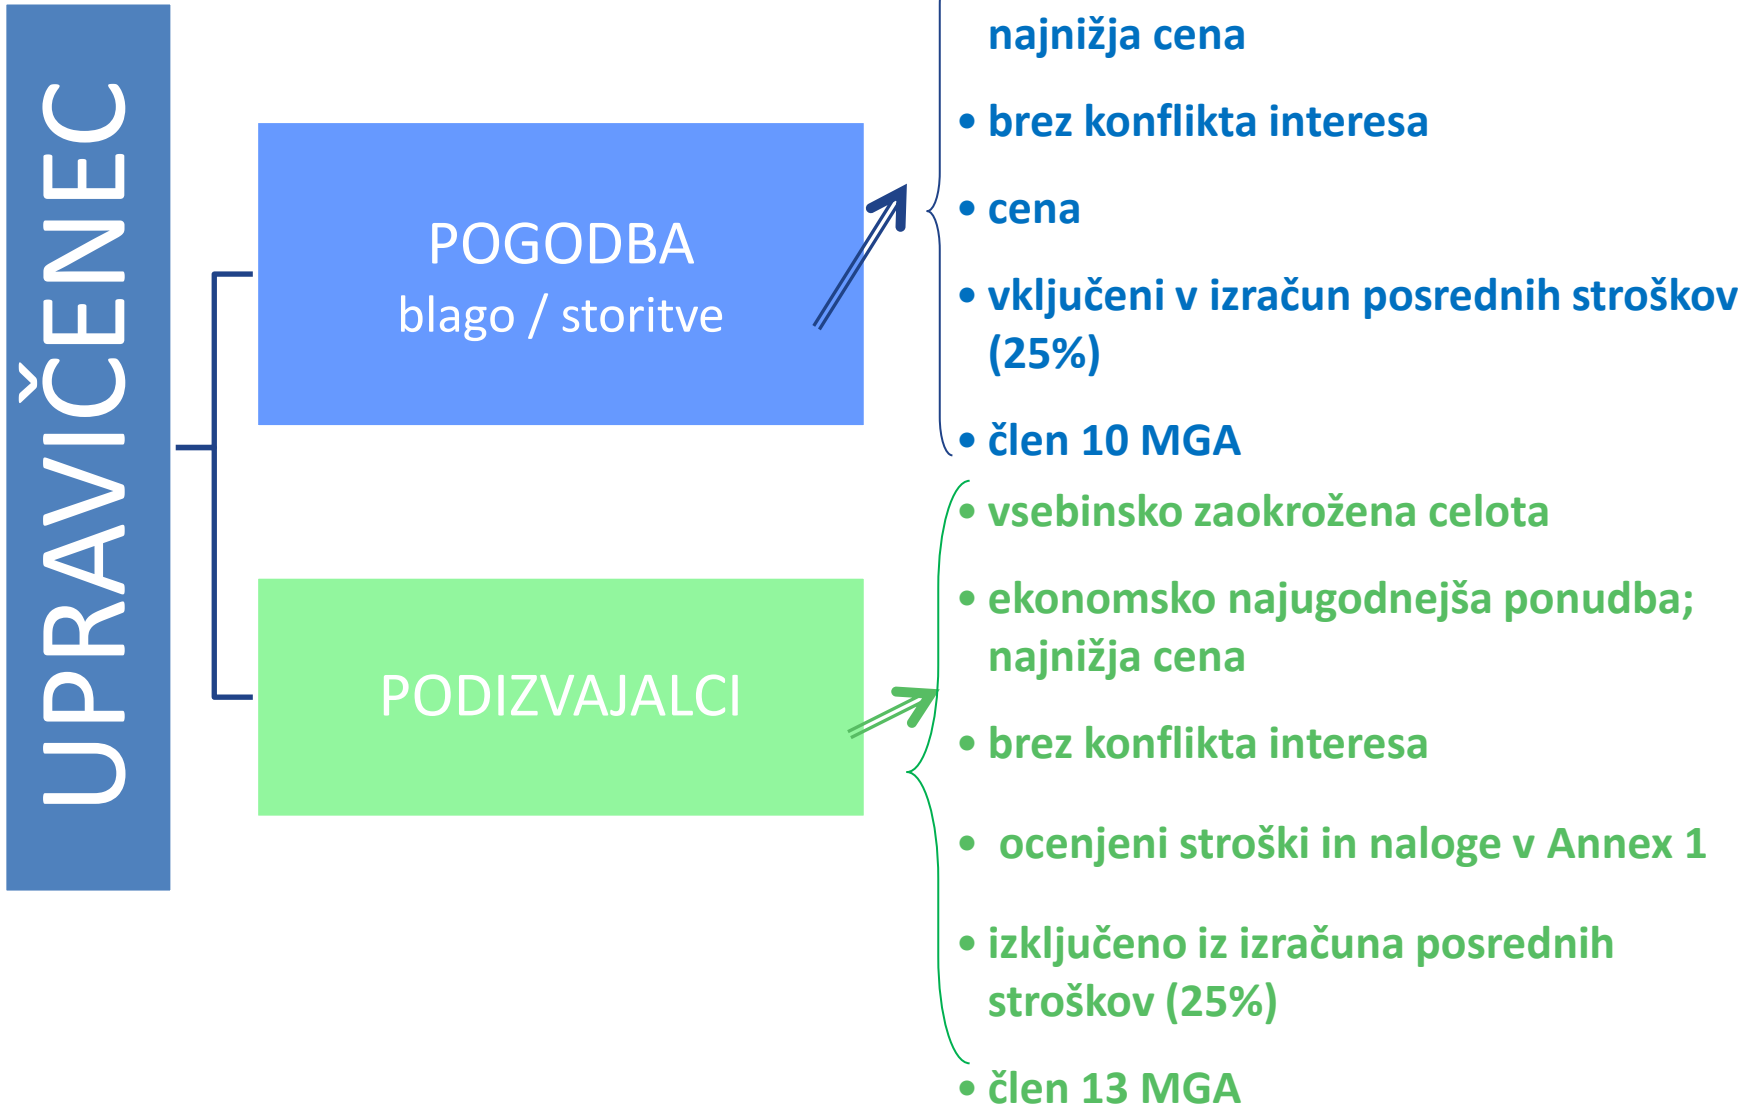 UPRAVIČENEC
POGODBA
blago / storitve
najnižja cena
• brez konflikta interesa
• cena
• vključeni v izračun posrednih stroškov
(25%)
• člen 10 MGA
PODIZVAJALCI
• vsebinsko zaokrožena celota
• ekonomsko najugodnejša ponudba;
najnižja cena
• brez konflikta interesa
• ocenjeni stroški in naloge v Annex 1
• izključeno iz izračuna posrednih
stroškov (25%)
• člen 13 MGA